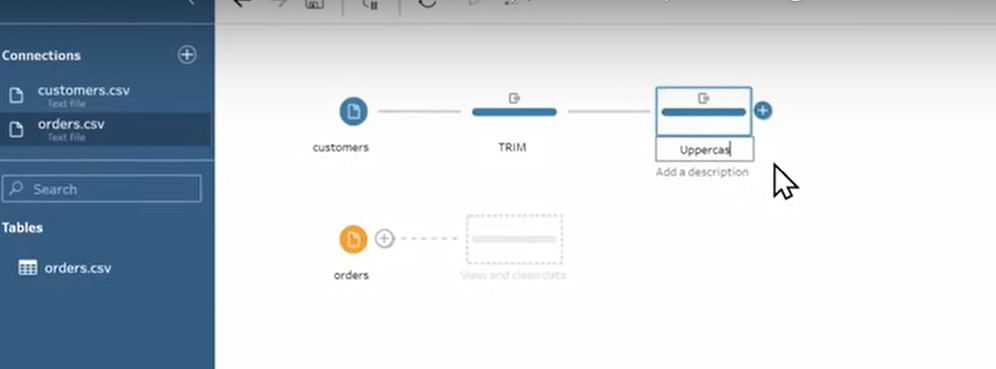 Connections
customers.csv
Text file
orders.csv
Text file
Search
Tables
orders.csv
customers
TRIM
Uppercas
Add a description
orders
View and clean data